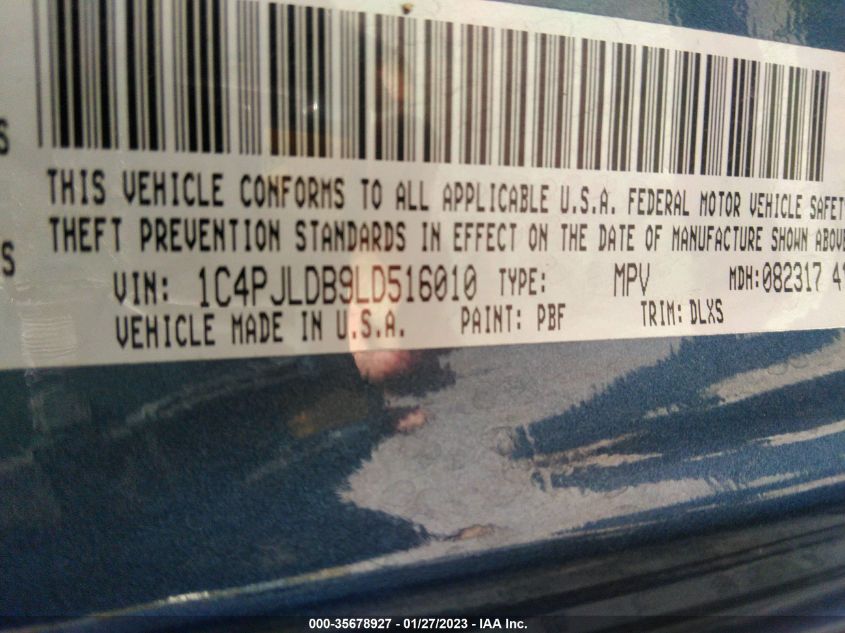 S
THIS VEHICLE CONFORMS TO ALL APPLICABLE U.S.A. FEDERAL MOTOR VEHICLE SAFET
THEFT PREVENTION STANDARDS IN EFFECT ON THE DATE OF MANUFACTURE SHOWN ABOVE
S
VIN: 1C4PJLDB9LD516010 TYPE: MPV MDH:082317 4
VEHICLE MADE IN U.S.A. PAINT: PBF TRIM: DLXS
000-35678927 - 01/27/2023 - IAA Inc.